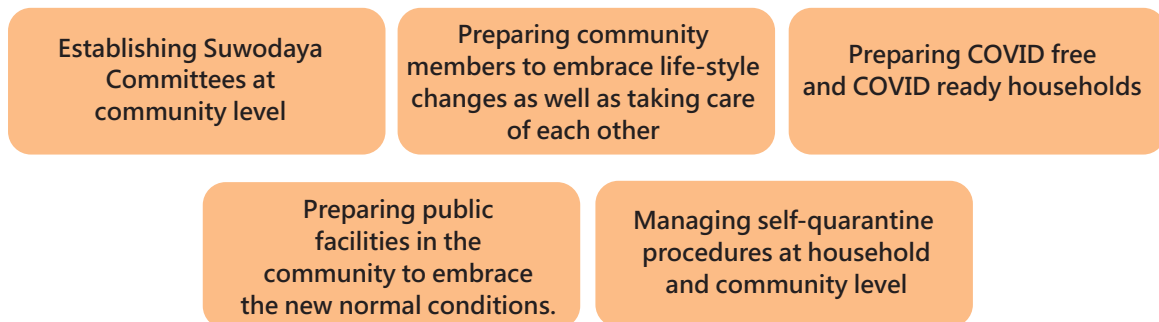 Establishing Suwodaya
Committees at
community level
Preparing community
members to embrace life-style
changes as well as taking care
of each other
Preparing COVID free
and COVID ready households
Preparing public
facilities in the
community to embrace
the new normal conditions.
Managing self-quarantine
procedures at household
and community level